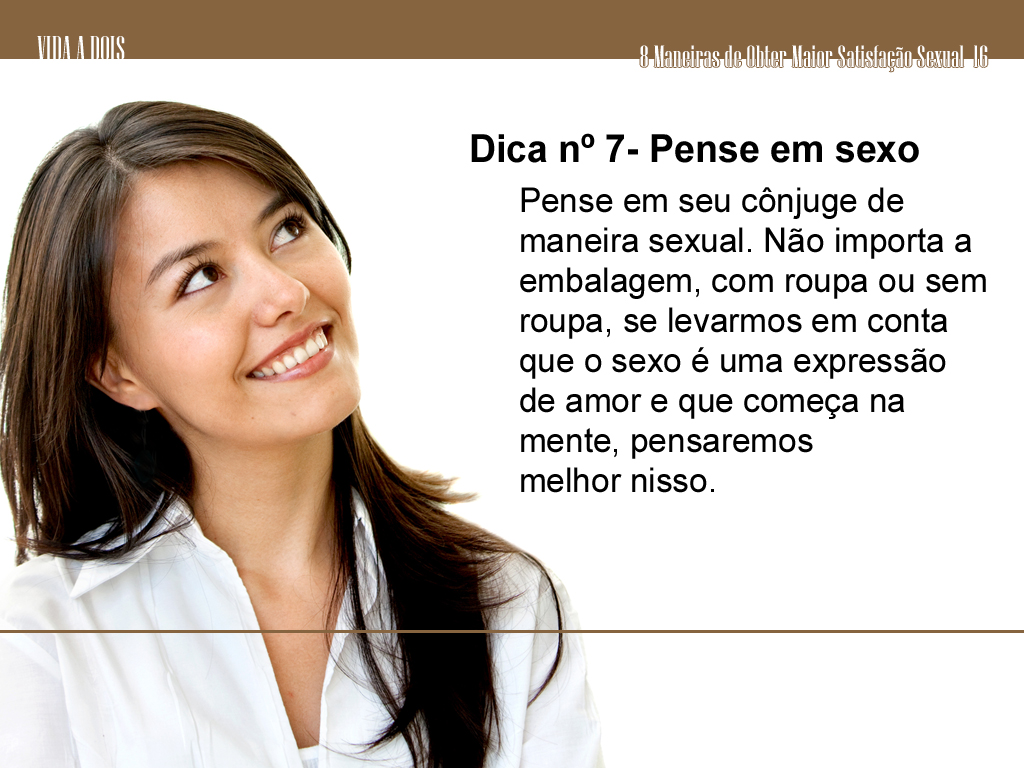 VIDA A DOIS
8 Maneiras de Obter Maior Satisfação Sexual 16
Dica nº 7- Pense em sexo
Pense em seu cônjuge de
maneira sexual. Não importa a
embalagem, com roupa ou sem
roupa, se levarmos em conta
que o sexo é uma expressão
de amor e que começa na
mente, pensaremos
melhor nisso.